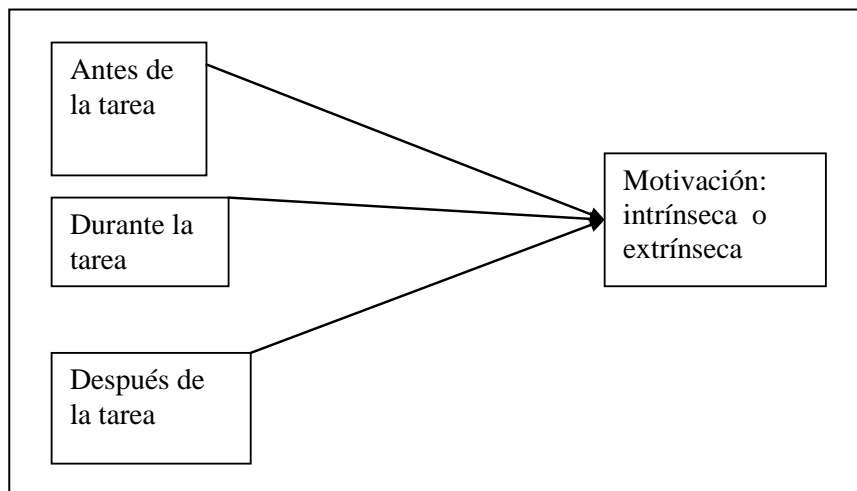 Antes de
la tarea
Durante la
tarea
Después de
la tarea
Motivación:
intrínseca o
extrínseca